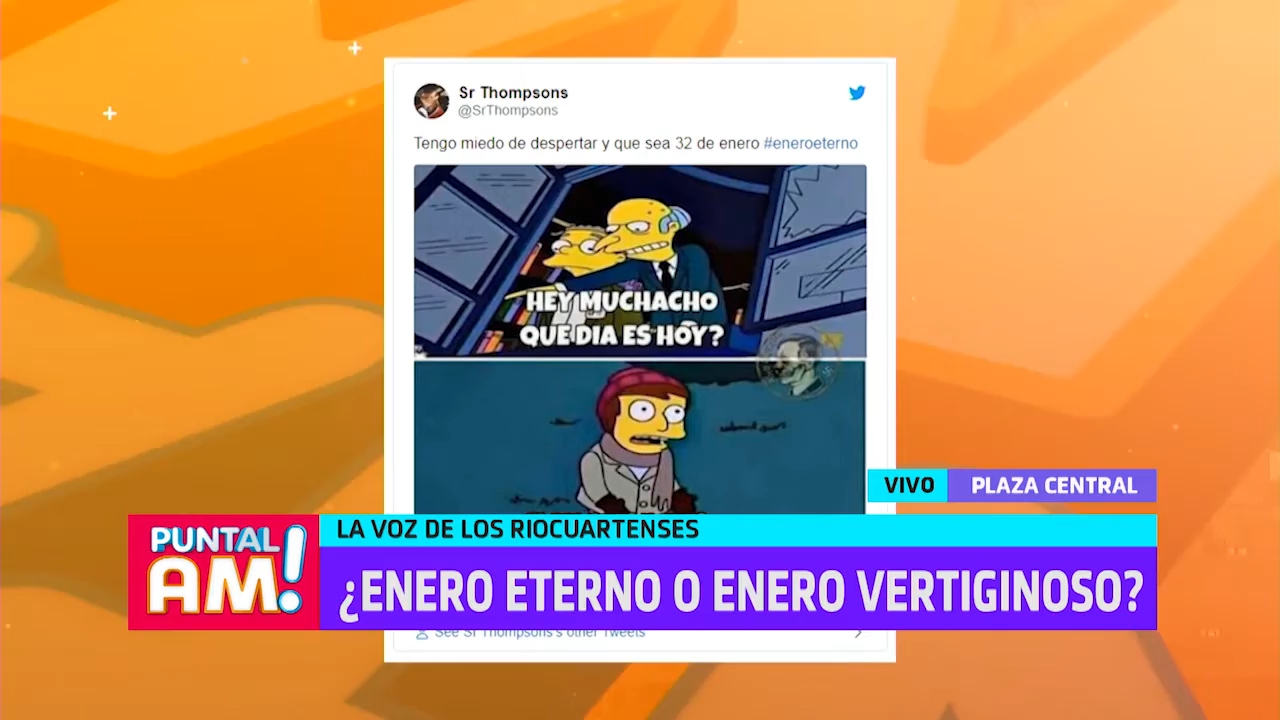 Sr Thompsons
@SrThompsons
Tengo miedo de despertar y que sea 32 de enero #eneroeterno
HEY MUCHACHO
QUE DIA ES HOY?
VIVO
PLAZA CENTRAL
LA VOZ DE LOS RIOCUARTENSES
PUNTAL
AM!
¿ENERO ETERNO O ENERO VERTIGINOSO?
See Sr Thompsons's other Tweets